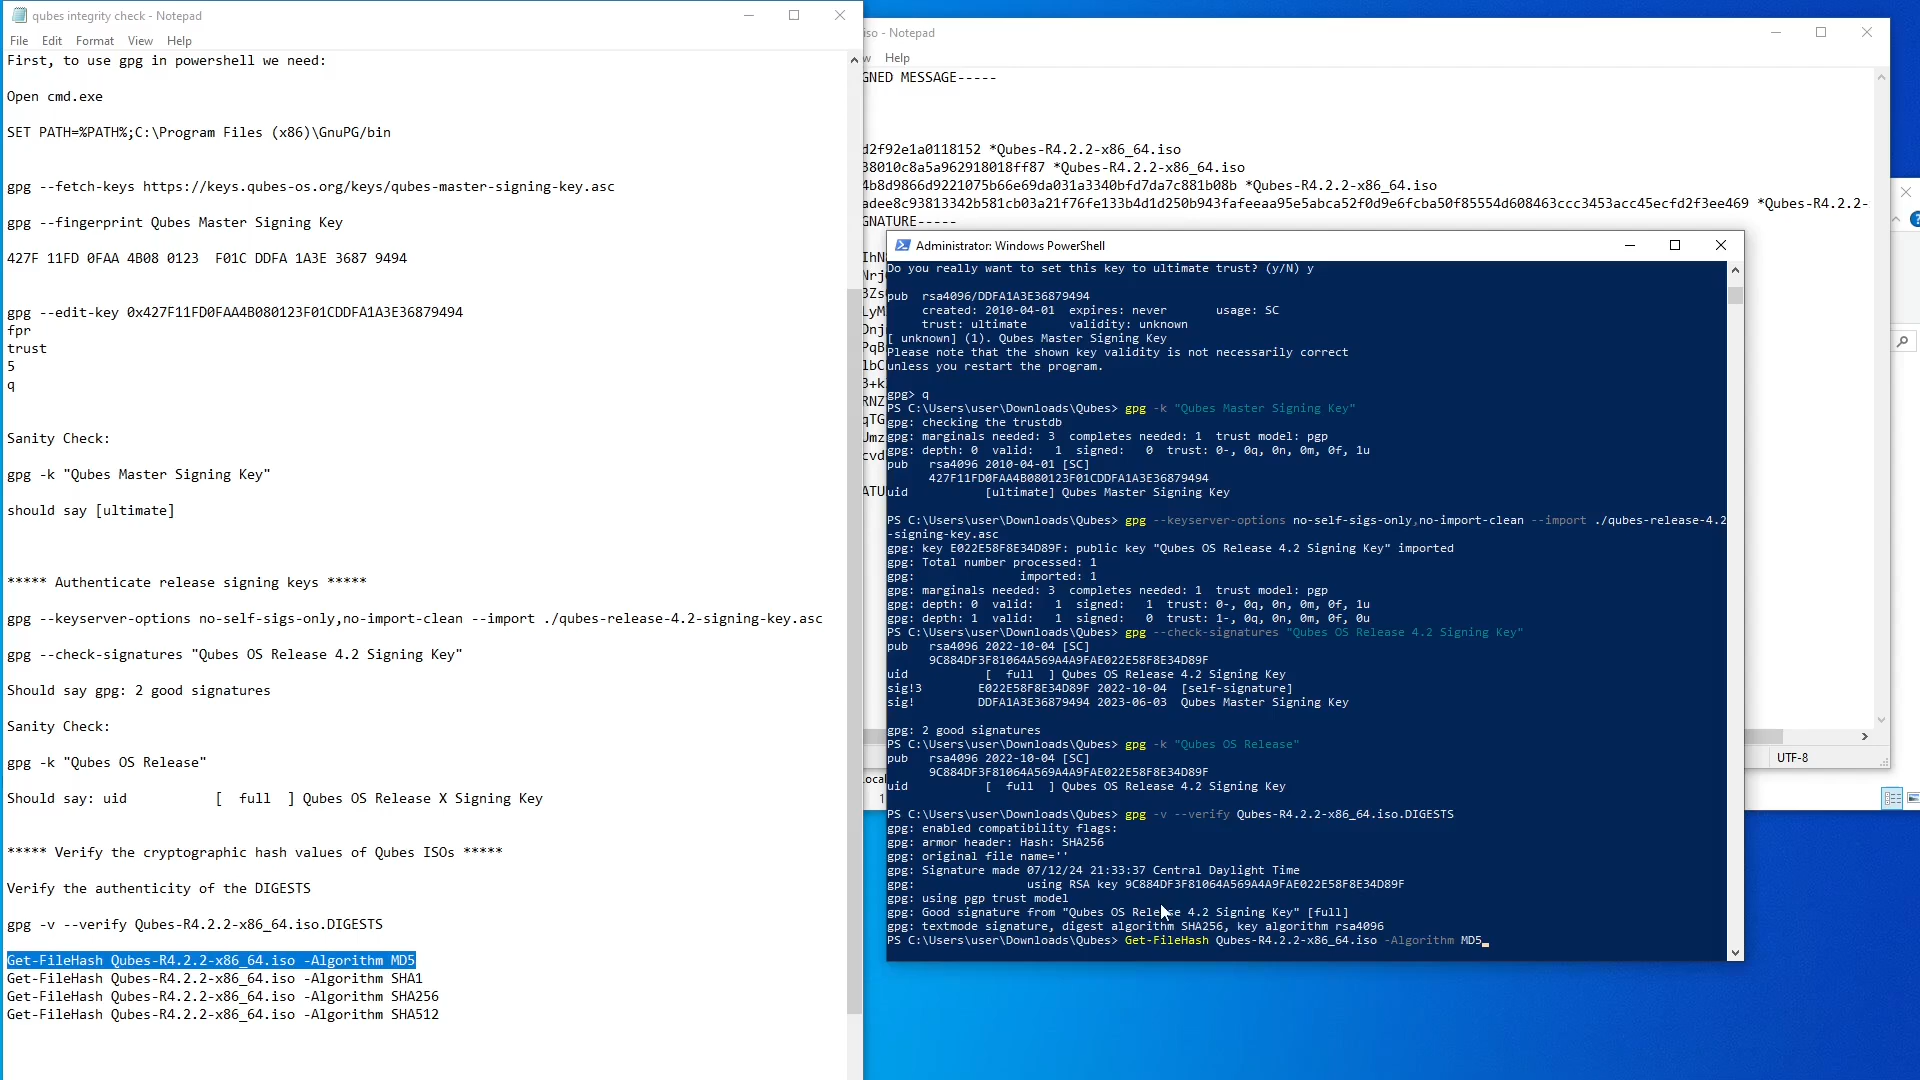 qubes integrity check - Notepad
File Edit Format View Help
First, to use gpg in powershell we need:
Open cmd.exe
SET PATH=%PATH%;C:\Program Files (x86)\GnuPG/bin
gpg --fetch-keys https://keys.qubes-os.org/keys/qubes-master-signing-key.asc
gpg --fingerprint Qubes Master Signing Key
427F 11FD 0FAA 4B08 0123  F01C DDFA 1A3E 3687 9494
gpg --edit-key 0x427F11FD0FAA4B080123F01CDDFA1A3E36879494
fpr
trust
5
q
Sanity Check:
gpg -k "Qubes Master Signing Key"
should say [ultimate]
***** Authenticate release signing keys *****
gpg --keyserver-options no-self-sigs-only,no-import-clean --import ./qubes-release-4.2-signing-key.asc
gpg --check-signatures "Qubes OS Release 4.2 Signing Key"
Should say gpg: 2 good signatures
Sanity Check:
gpg -k "Qubes OS Release"
Should say: uid           [  full  ] Qubes OS Release X Signing Key
***** Verify the cryptographic hash values of Qubes ISOs *****
Verify the authenticity of the DIGESTS
gpg -v --verify Qubes-R4.2.2-x86_64.iso.DIGESTS
Get-FileHash Qubes-R4.2.2-x86_64.iso -Algorithm MD5
Get-FileHash Qubes-R4.2.2-x86_64.iso -Algorithm SHA1
Get-FileHash Qubes-R4.2.2-x86_64.iso -Algorithm SHA256
Get-FileHash Qubes-R4.2.2-x86_64.iso -Algorithm SHA512
iso - Notepad
w Help
GNED MESSAGE-----
d2f92e1a0118152 *Qubes-R4.2.2-x86_64.iso
38010c8a5a962918018ff87 *Qubes-R4.2.2-x86_64.iso
4b8d9866d9221075b66e69da031a3340bfd7da7c881b08b *Qubes-R4.2.2-x86_64.iso
adee8c93813342b581cb03a21f76fe133b4d1d250b943fafeeaa95e5abca52f0d9e6fcba50f85554d608463ccc3453acc45ecfd2f3ee469 *Qubes-R4.2.2-
GNATURE-----
IhN
Nrj
3Zs
LyM
Dnj
PqB
lbC
3+k
RNZ
qTG
Umz
cvd
ATU
UTF-8
ocal
1
Administrator: Windows PowerShell
Do you really want to set this key to ultimate trust? (y/N) y
pub  rsa4096/DDFA1A3E36879494
created: 2010-04-01  expires: never       usage: SC
trust: ultimate      validity: unknown
[ unknown] (1). Qubes Master Signing Key
Please note that the shown key validity is not necessarily correct
unless you restart the program.
gpg> q
PS C:\Users\user\Downloads\Qubes> gpg -k "Qubes Master Signing Key"
gpg: checking the trustdb
gpg: marginals needed: 3  completes needed: 1  trust model: pgp
gpg: depth: 0  valid:   1  signed:   0  trust: 0-, 0q, 0n, 0m, 0f, 1u
pub   rsa4096 2010-04-01 [SC]
427F11FD0FAA4B080123F01CDDFA1A3E36879494
uid           [ultimate] Qubes Master Signing Key
PS C:\Users\user\Downloads\Qubes> gpg --keyserver-options no-self-sigs-only,no-import-clean --import ./qubes-release-4.2
-signing-key.asc
gpg: key E022E58F8E34D89F: public key "Qubes OS Release 4.2 Signing Key" imported
gpg: Total number processed: 1
gpg:               imported: 1
gpg: marginals needed: 3  completes needed: 1  trust model: pgp
gpg: depth: 0  valid:   1  signed:   1  trust: 0-, 0q, 0n, 0m, 0f, 1u
gpg: depth: 1  valid:   1  signed:   0  trust: 1-, 0q, 0n, 0m, 0f, 0u
PS C:\Users\user\Downloads\Qubes> gpg --check-signatures "Qubes OS Release 4.2 Signing Key"
pub   rsa4096 2022-10-04 [SC]
9C884DF3F81064A569A4A9FAE022E58F8E34D89F
uid           [  full  ] Qubes OS Release 4.2 Signing Key
sig!3        E022E58F8E34D89F 2022-10-04  [self-signature]
sig!         DDFA1A3E36879494 2023-06-03  Qubes Master Signing Key
gpg: 2 good signatures
PS C:\Users\user\Downloads\Qubes> gpg -k "Qubes OS Release"
pub   rsa4096 2022-10-04 [SC]
9C884DF3F81064A569A4A9FAE022E58F8E34D89F
uid           [  full  ] Qubes OS Release 4.2 Signing Key
PS C:\Users\user\Downloads\Qubes> gpg -v --verify Qubes-R4.2.2-x86_64.iso.DIGESTS
gpg: enabled compatibility flags:
gpg: armor header: Hash: SHA256
gpg: original file name=''
gpg: Signature made 07/12/24 21:33:37 Central Daylight Time
gpg:                using RSA key 9C884DF3F81064A569A4A9FAE022E58F8E34D89F
gpg: using pgp trust model
gpg: Good signature from "Qubes OS Release 4.2 Signing Key" [full]
gpg: textmode signature, digest algorithm SHA256, key algorithm rsa4096
PS C:\Users\user\Downloads\Qubes> Get-FileHash Qubes-R4.2.2-x86_64.iso -Algorithm MD5